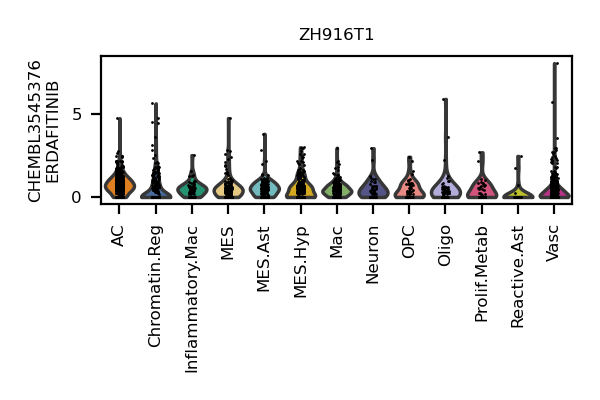 ZH916T1
CHEMBL3545376
ERDAFITINIB
5
0
AC
Chromatin.Reg
Inflammatory.Mac
MES
MES.Ast
MES.Hyp
Mac
Neuron
OPC
Oligo
Prolif.Metab
Reactive.Ast
Vasc